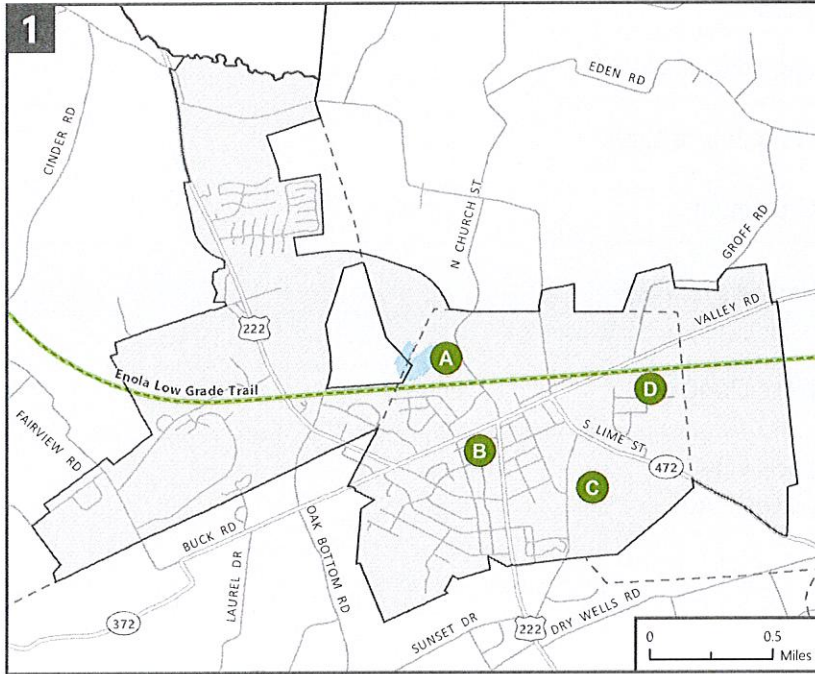 1
EDEN RD
CINDER RD
N CHURCH ST
GROFF RD
VALLEY RD
222
A
Enola Low Grade Trail
D
FAIRVIEW RD
S LIME ST
B
472
C
BUCK RD
OAK BOTTOM RD
LAUREL DR
372
SUNSET DR
DRY WELLS RD
222
0 0.5
Miles